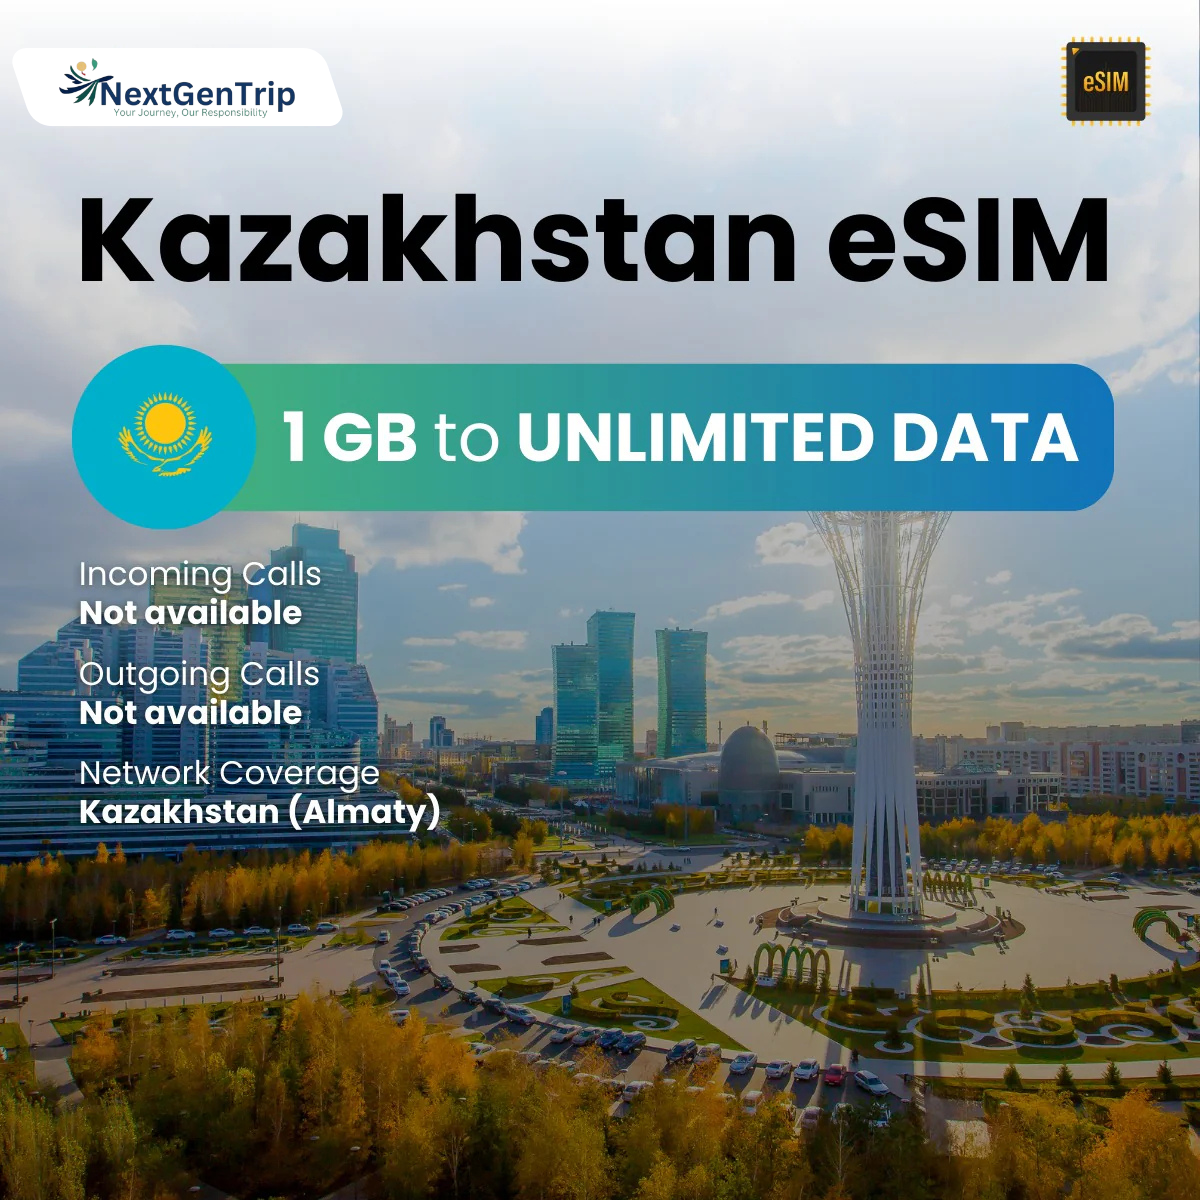 NextGenTrip
Your Journey, Our Responsibility
eSIM
Kazakhstan eSIM
1 GB to UNLIMITED DATA
Incoming Calls
Not available
Outgoing Calls
Not available
Network Coverage
Kazakhstan (Almaty)